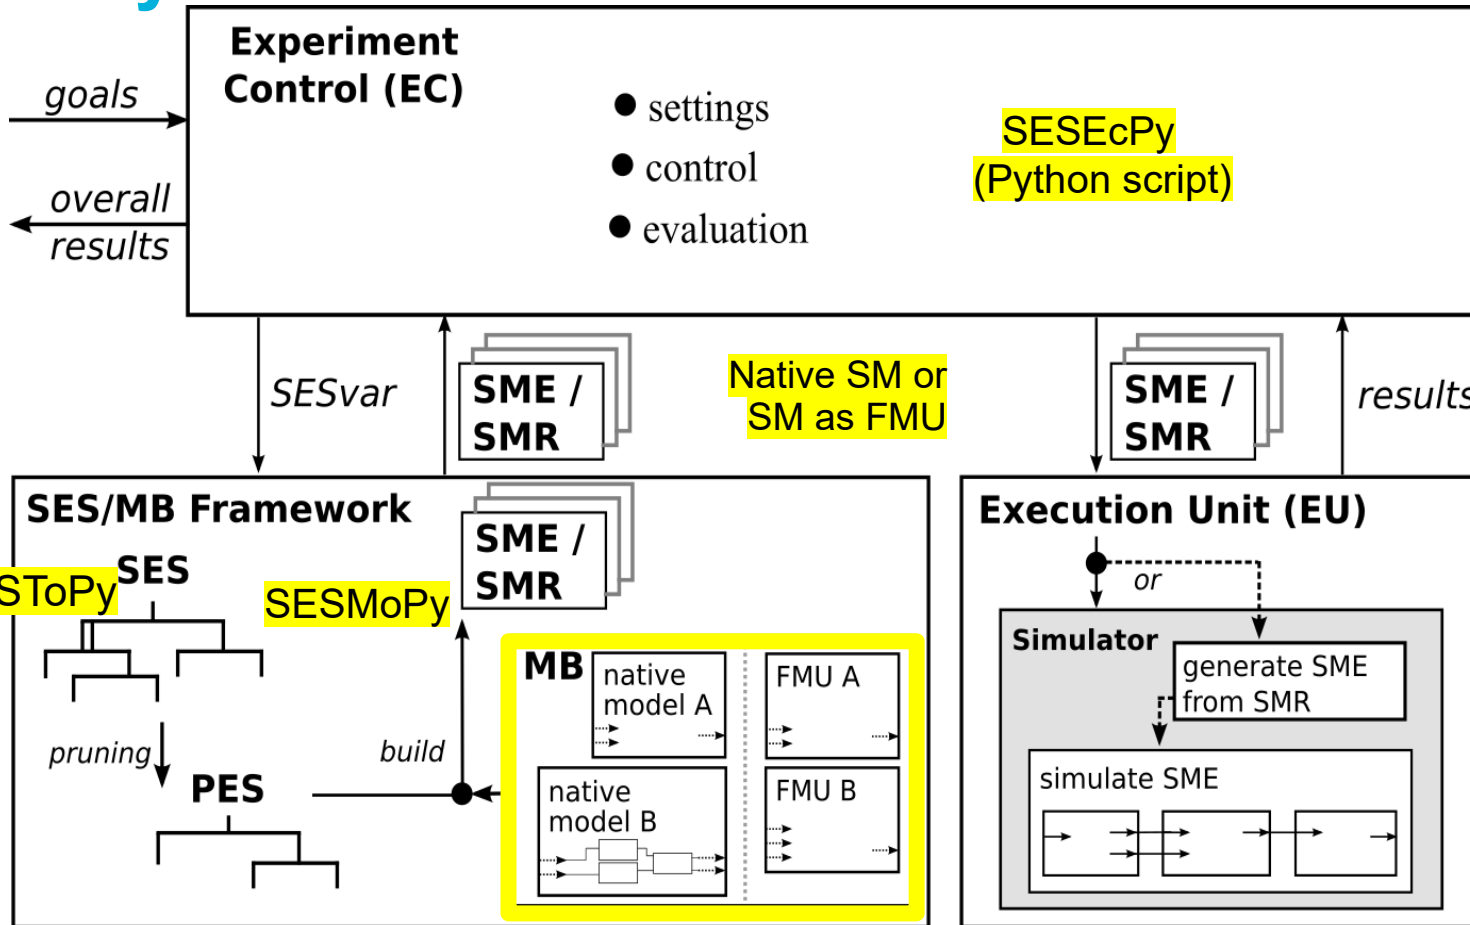 y
Experiment
Control (EC)
goals
overall
results
settings
control
evaluation
SESEcPy
(Python script)
SESvar
SME /
SMR
Native SM or
SM as FMU
SME /
SMR
results
SES/MB Framework
SME /
SMR
SToPy
SES
SESMoPy
pruning
PES
build
MB
native
model A
FMU A
native
model B
FMU B
Execution Unit (EU)
or
Simulator
generate SME
from SMR
simulate SME